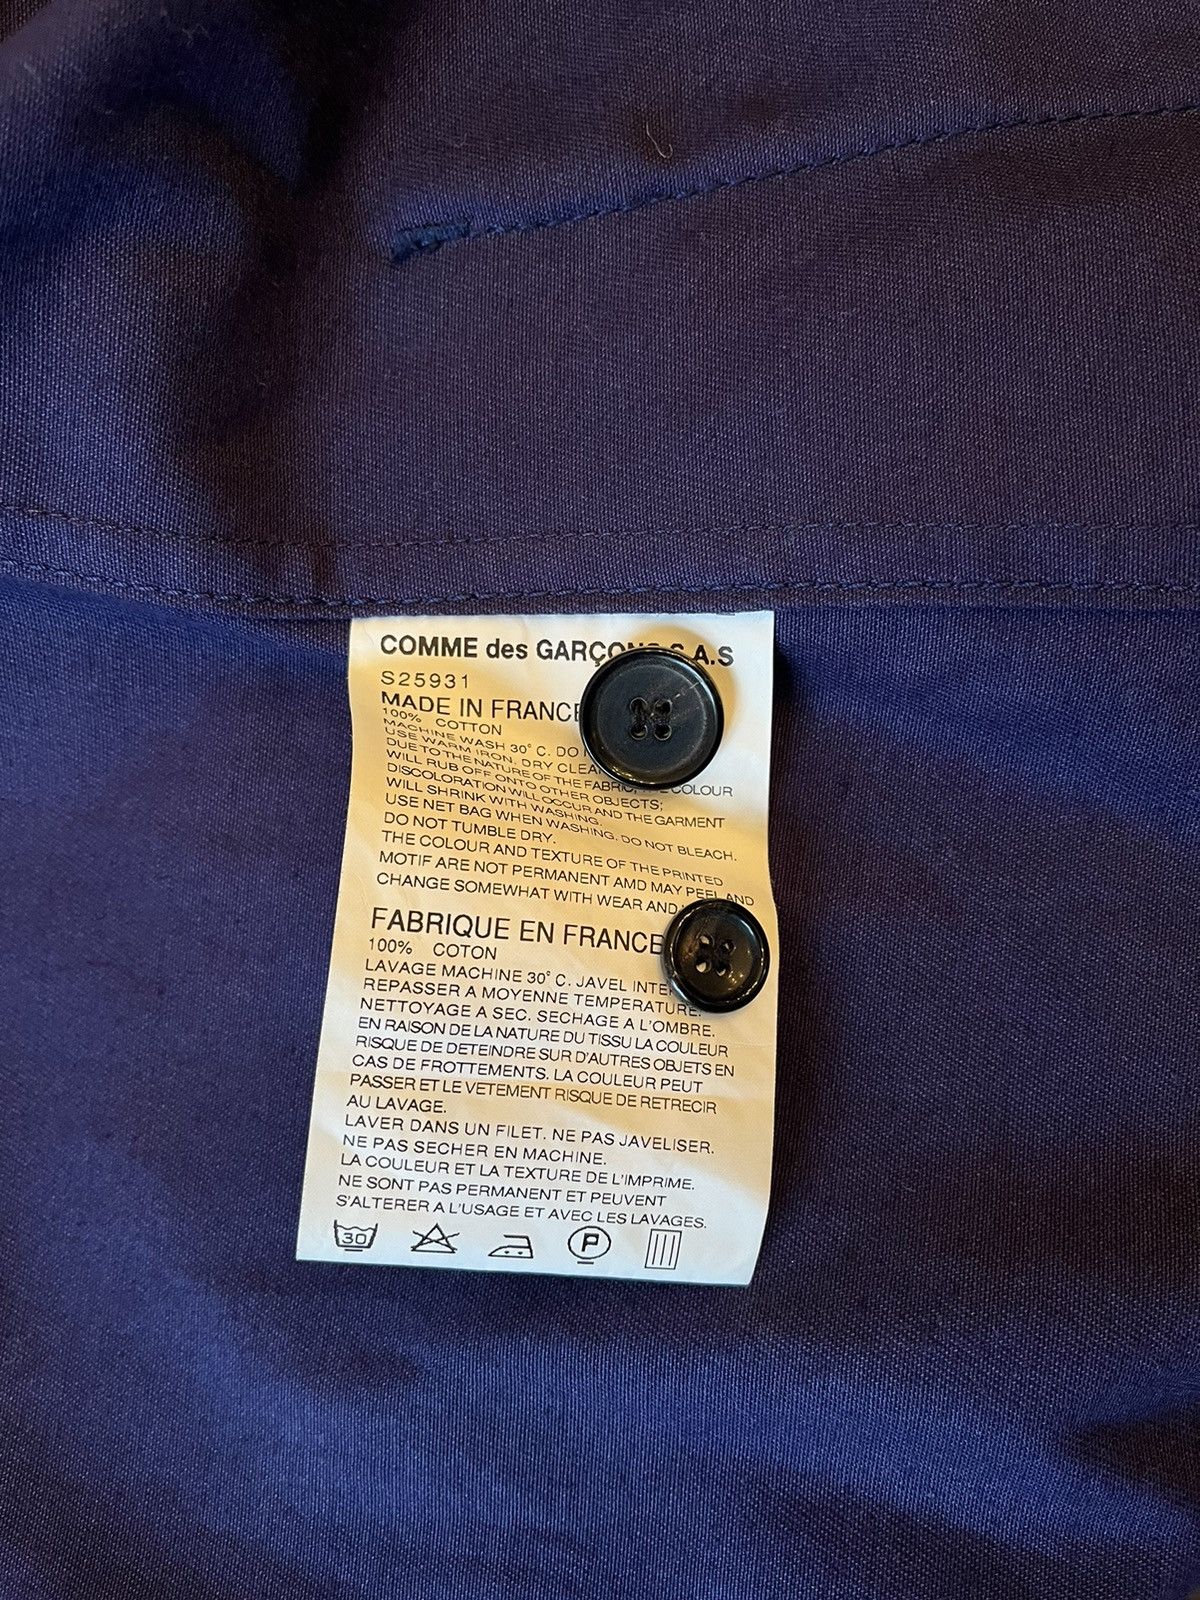 COMME des GARÇONS S.A.S
S25931
MADE IN FRANCE
100% COTTON
MACHINE WASH 30°C. DO
USE WARM IRON. DRY CLEA
DUE TO THE NATURE OF THE FABRIC, THE COLOUR
WILL RUB OFF ONTO OTHER OBJECTS;
DISCOLORATION WILL OCCUR AND THE GARMENT
WILL SHRINK WITH WASHING.
USE NET BAG WHEN WASHING. DO NOT BLEACH.
DO NOT TUMBLE DRY.
THE COLOUR AND TEXTURE OF THE PRINTED
MOTIF ARE NOT PERMANENT AMD MAY PEEL AND
CHANGE SOMEWHAT WITH WEAR AND
FABRIQUE EN FRANCE
100% COTON
LAVAGE MACHINE 30°C. JAVEL INTE
REPASSER A MOYENNE TEMPERATURE.
NETTOYAGE A SEC. SECHAGE A L'OMBRE.
EN RAISON DE LA NATURE DU TISSU LA COULEUR
RISQUE DE DETEINDRE SUR D'AUTRES OBJETS EN
CAS DE FROTTEMENTS. LA COULEUR PEUT
PASSER ET LE VETEMENT RISQUE DE RETRECIR
AU LAVAGE.
LAVER DANS UN FILET. NE PAS JAVELISER.
NE PAS SECHER EN MACHINE.
LA COULEUR ET LA TEXTURE DE L'IMPRIME.
NE SONT PAS PERMANENT ET PEUVENT
S'ALTERER A L'USAGE ET AVEC LES LAVAGES.
30 P